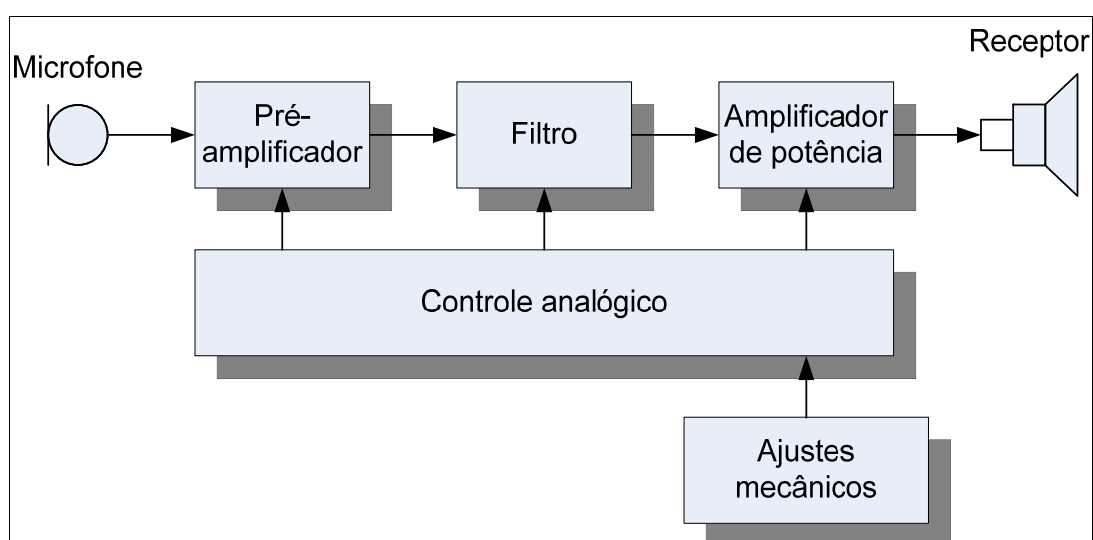 Receptor
Microfone
Pré-
amplificador
Filtro
Amplificador
de potência
Controle analógico
Ajustes
mecânicos